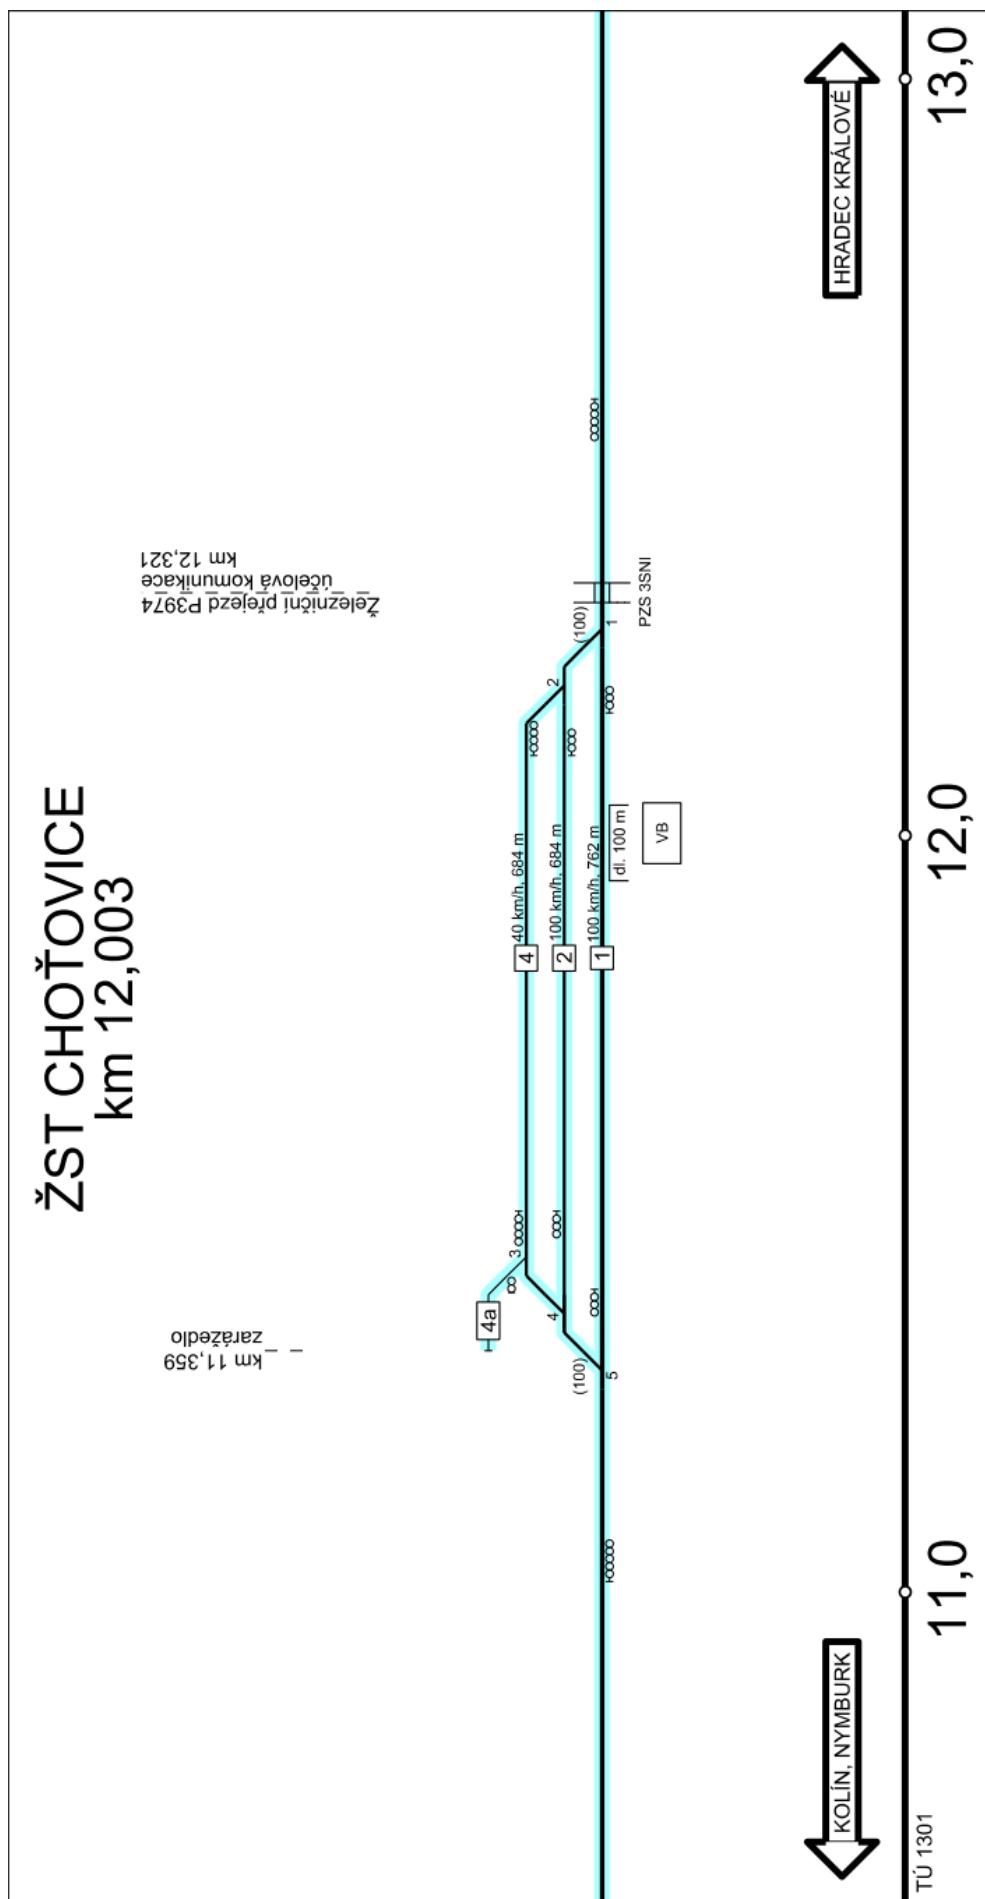 ŽST CHOŤOVICE
km 12,003
km 11,359
zarážedlo
Železniční přejezd P3974
účelová komunikace
km 12,321
4a
3
4
(100)
5
4
40 km/h, 684 m
2
100 km/h, 684 m
1
100 km/h, 762 m
dl. 100 m
VB
2
(100)
1
PZS 3SNI
KOLÍN, NYMBURK
HRADEC KRÁLOVÉ
TÚ 1301
11,0
12,0
13,0